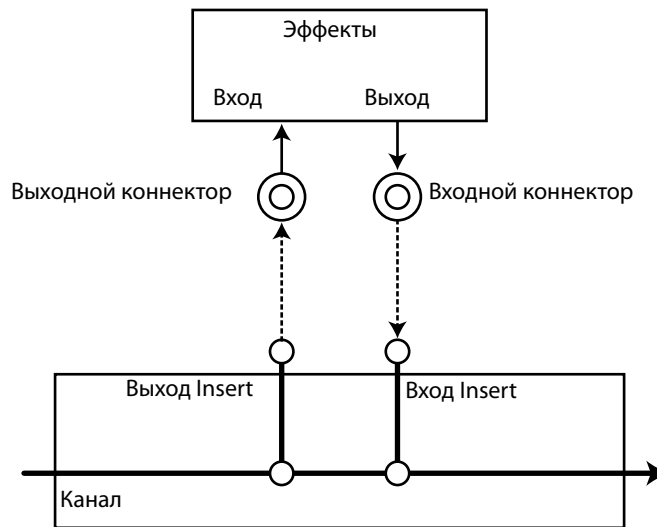 Эффекты
Вход
Выход
Выходной коннектор
Входной коннектор
Выход Insert
Вход Insert
Канал